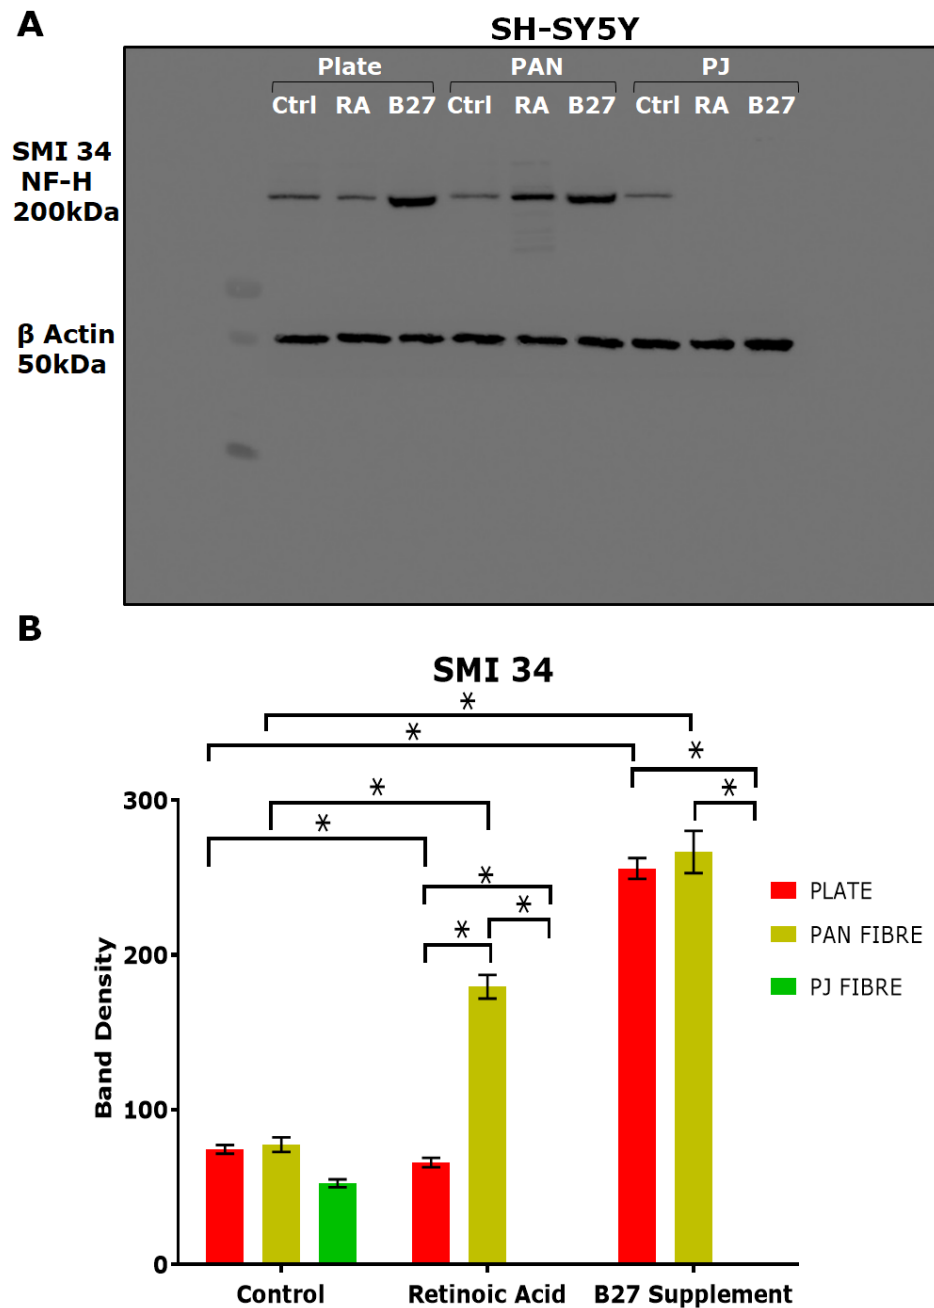 A
SH-SY5Y
Plate PAN PJ
Ctrl RA B27 Ctrl RA B27 Ctrl RA B27
SMI 34
NF-H
200kDa
β Actin
50kDa
B
SMI 34
*
*
*
*
*
*
*
*
*
300
200
100
0
Band Density
PLATE
PAN FIBRE
PJ FIBRE
Control Retinoic Acid B27 Supplement